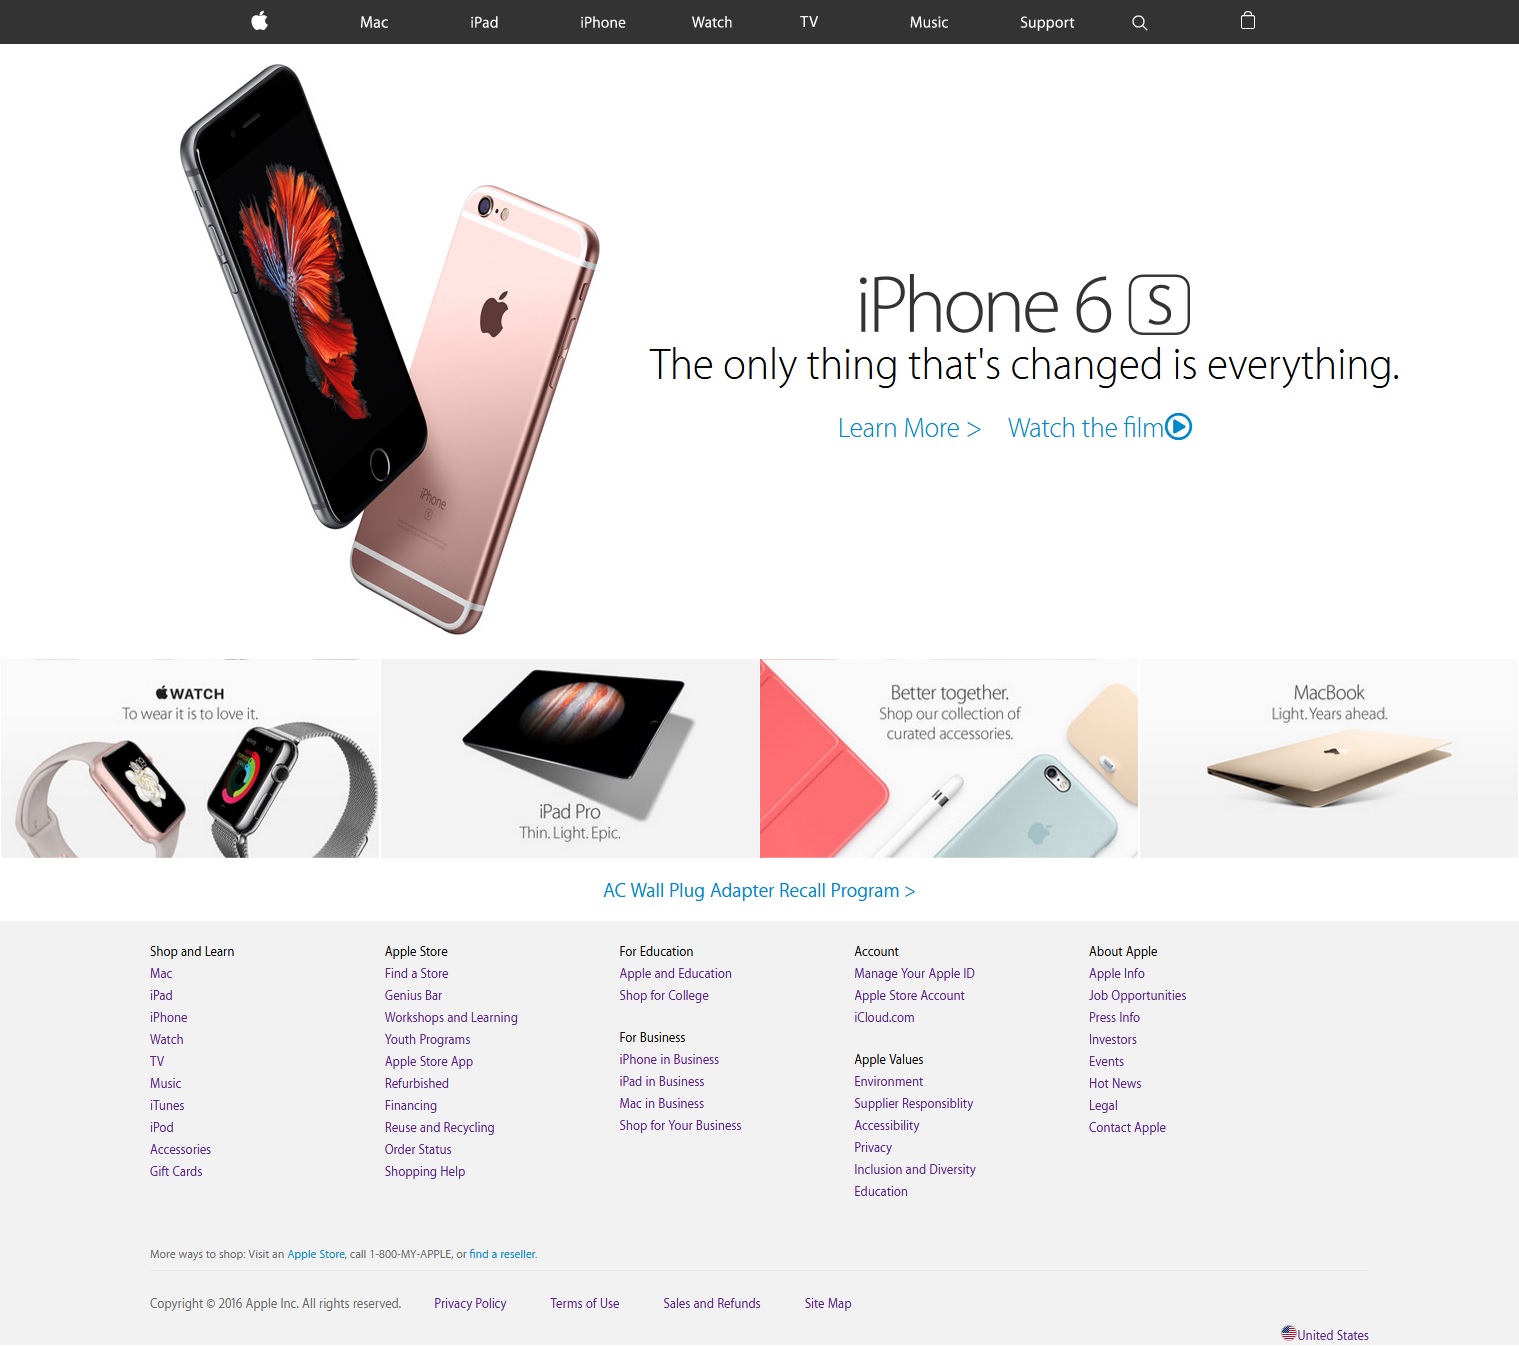 Mac iPad iPhone Watch TV Music Support
iPhone 6 S
The only thing that's changed is everything.
Learn More > Watch the film
iPhone
S
WATCH
To wear it is to love it.
iPad Pro
Thin. Light. Epic.
Better together.
Shop our collection of
curated accessories.
MacBook
Light. Years ahead.
AC Wall Plug Adapter Recall Program >
Shop and Learn
Mac
iPad
iPhone
Watch
TV
Music
iTunes
iPod
Accessories
Gift Cards
Apple Store
Find a Store
Genius Bar
Workshops and Learning
Youth Programs
Apple Store App
Refurbished
Financing
Reuse and Recycling
Order Status
Shopping Help
For Education
Apple and Education
Shop for College
For Business
iPhone in Business
iPad in Business
Mac in Business
Shop for Your Business
Account
Manage Your Apple ID
Apple Store Account
iCloud.com
Apple Values
Environment
Supplier Responsiblity
Accessibility
Privacy
Inclusion and Diversity
Education
About Apple
Apple Info
Job Opportunities
Press Info
Investors
Events
Hot News
Legal
Contact Apple
More ways to shop: Visit an Apple Store, call 1-800-MY-APPLE, or find a reseller.
Copyright © 2016 Apple Inc. All rights reserved. Privacy Policy Terms of Use Sales and Refunds Site Map
United States